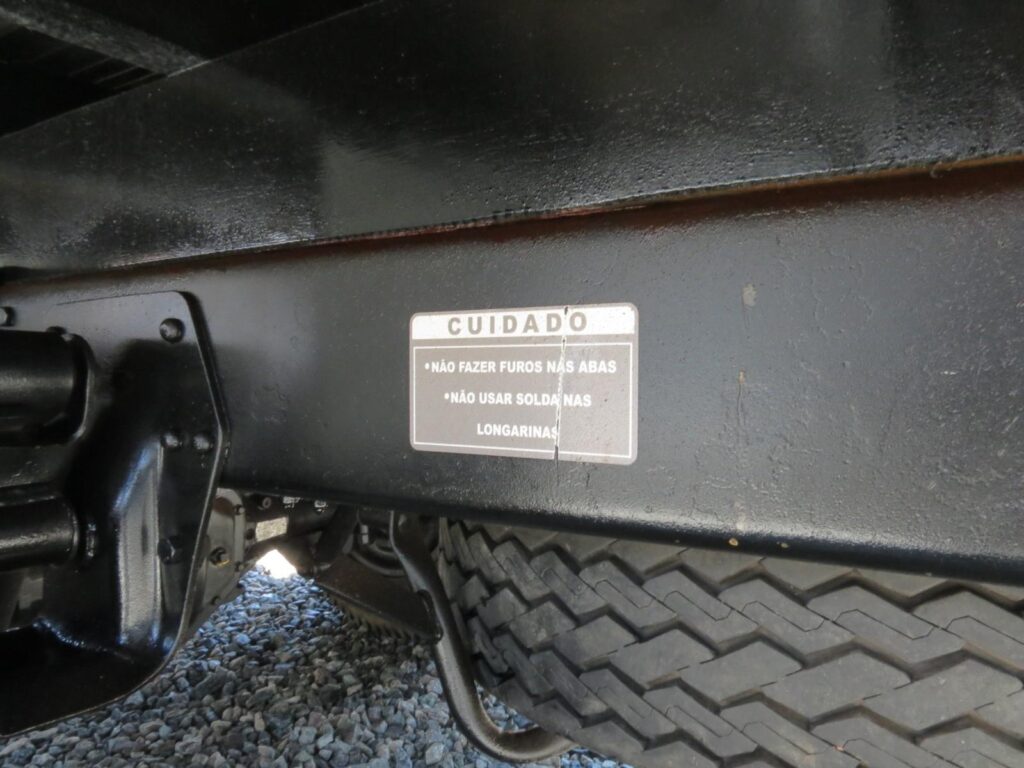 CUIDADO
•NÃO FAZER FUROS NAS ABAS
•NÃO USAR SOLDA NAS
LONGARINAS